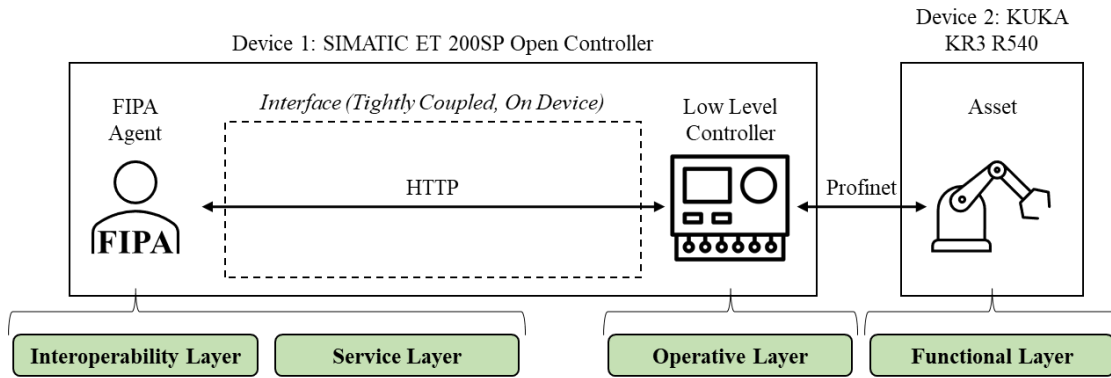 Device 1: SIMATIC ET 200SP Open Controller
Device 2: KUKA
KR3 R540
FIPA
Agent
Interface (Tightly Coupled, On Device)
Low Level
Controller
Asset
HTTP
Profinet
FIPA
Interoperability Layer
Service Layer
Operative Layer
Functional Layer